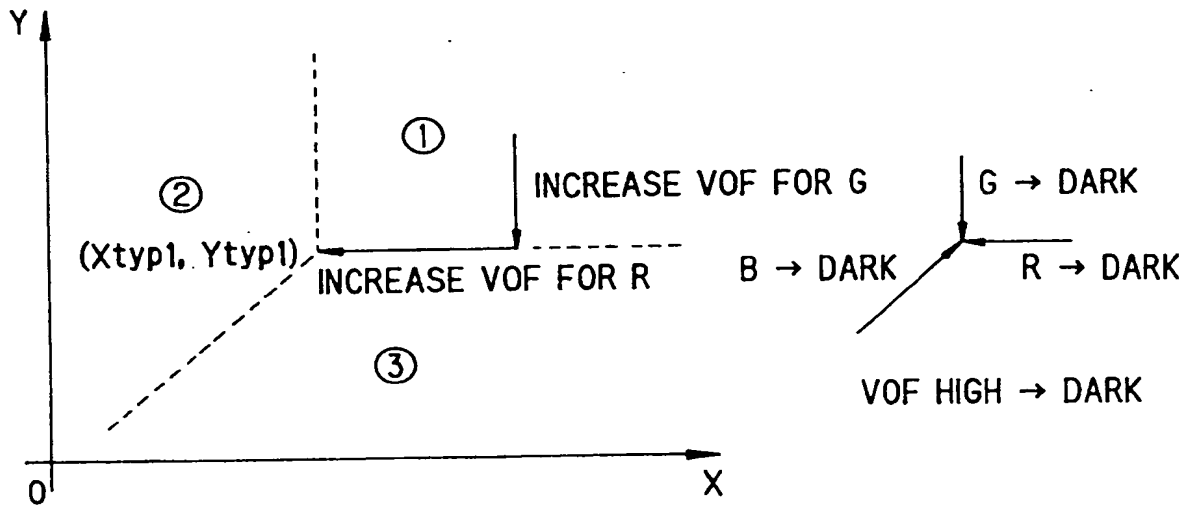 Y
①
INCREASE VOF FOR G
G → DARK
②
(Xtyp1, Ytyp1)
INCREASE VOF FOR R
B → DARK
R → DARK
③
VOF HIGH → DARK
0
X